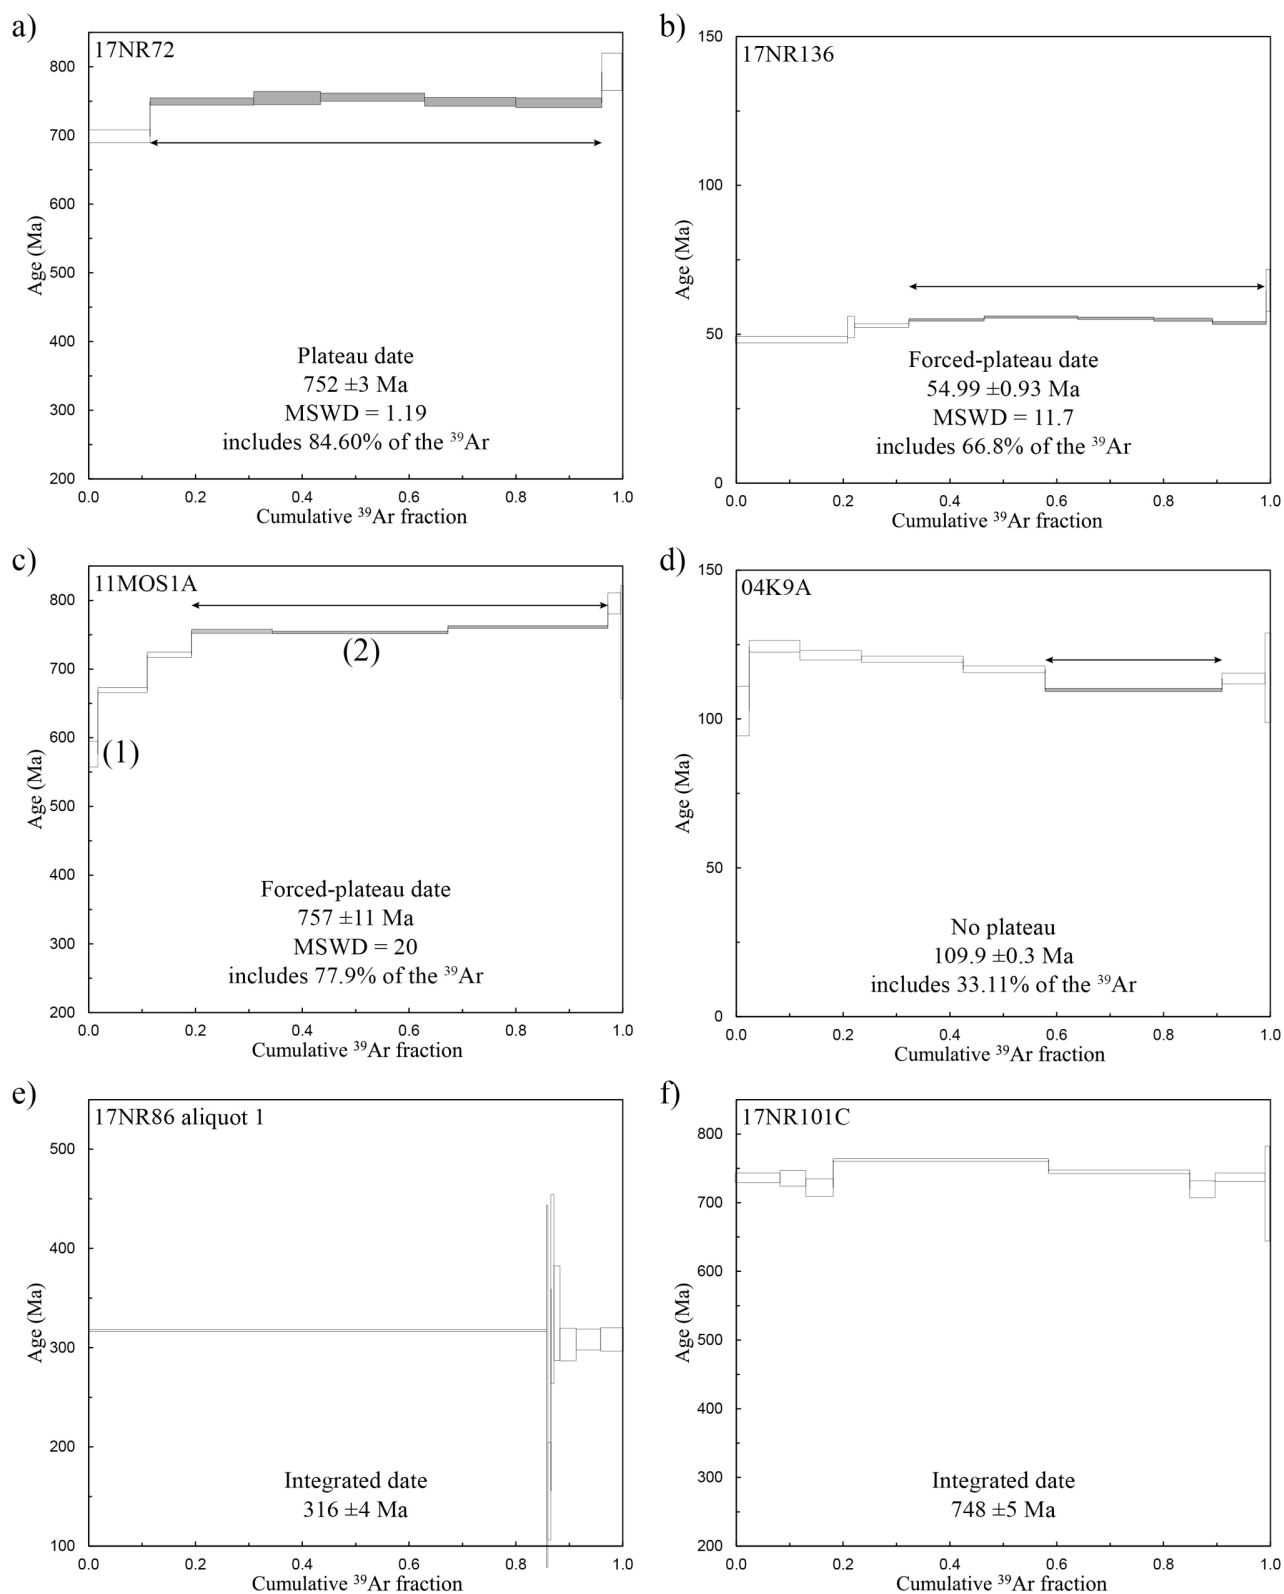 a)
17NR72
800
700
600
500
400
300
200
Age (Ma)
Plateau date
752 ±3 Ma
MSWD = 1.19
includes 84.60% of the ³⁹Ar
0.0 0.2 0.4 0.6 0.8 1.0
Cumulative ³⁹Ar fraction
b)
17NR136
150
100
50
0
Age (Ma)
Forced-plateau date
54.99 ±0.93 Ma
MSWD = 11.7
includes 66.8% of the ³⁹Ar
0.0 0.2 0.4 0.6 0.8 1.0
Cumulative ³⁹Ar fraction
c)
11MOS1A
800
700
600
500
400
300
200
Age (Ma)
(2)
(1)
Forced-plateau date
757 ±11 Ma
MSWD = 20
includes 77.9% of the ³⁹Ar
0.0 0.2 0.4 0.6 0.8 1.0
Cumulative ³⁹Ar fraction
d)
04K9A
150
100
50
0
Age (Ma)
No plateau
109.9 ±0.3 Ma
includes 33.11% of the ³⁹Ar
0.0 0.2 0.4 0.6 0.8 1.0
Cumulative ³⁹Ar fraction
e)
17NR86 aliquot 1
500
400
300
200
100
Age (Ma)
Integrated date
316 ±4 Ma
0.0 0.2 0.4 0.6 0.8 1.0
Cumulative ³⁹Ar fraction
f)
17NR101C
800
700
600
500
400
300
200
Age (Ma)
Integrated date
748 ±5 Ma
0.0 0.2 0.4 0.6 0.8 1.0
Cumulative ³⁹Ar fraction